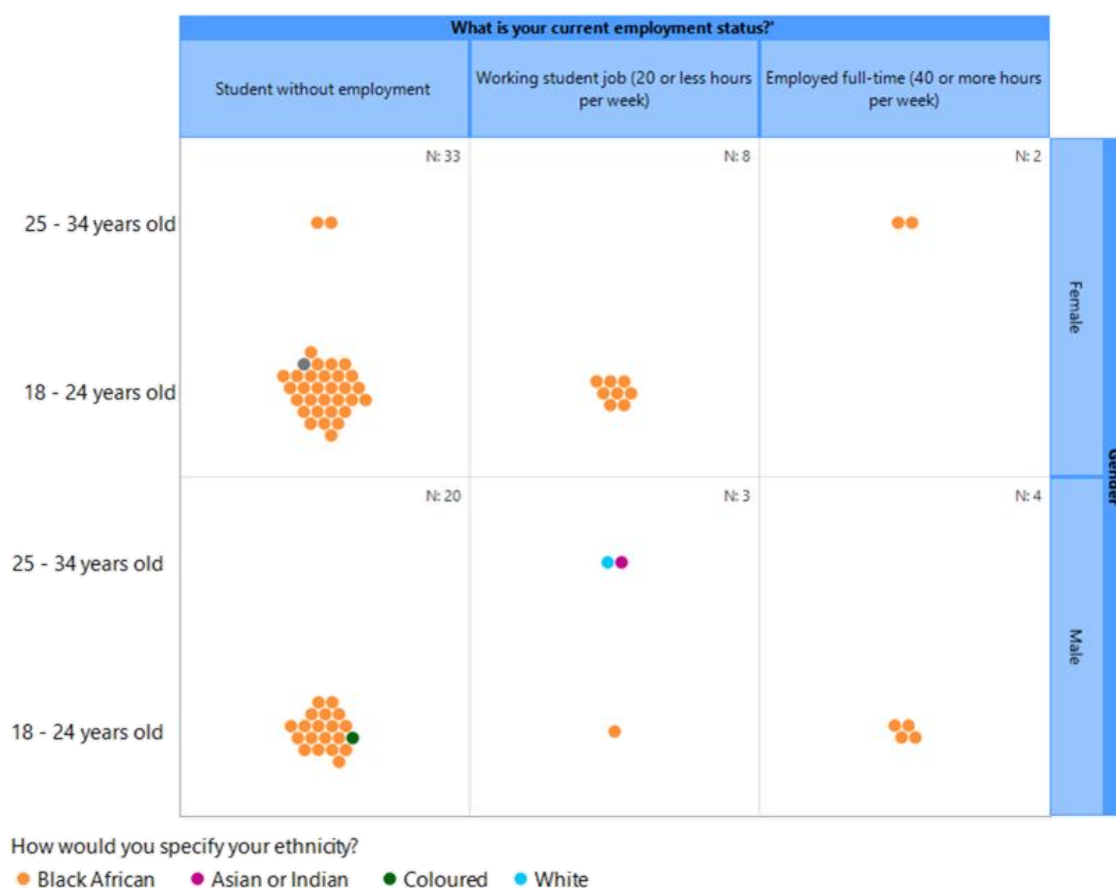 What is your current employment status?*
Student without employment
Working student job (20 or less hours
per week)
Employed full-time (40 or more hours
per week)
N: 33
N: 8
N: 2
25 - 34 years old
18 - 24 years old
Female
Gender
N: 20
N: 3
N: 4
25 - 34 years old
18 - 24 years old
Male
How would you specify your ethnicity?
Black African
Asian or Indian
Coloured
White